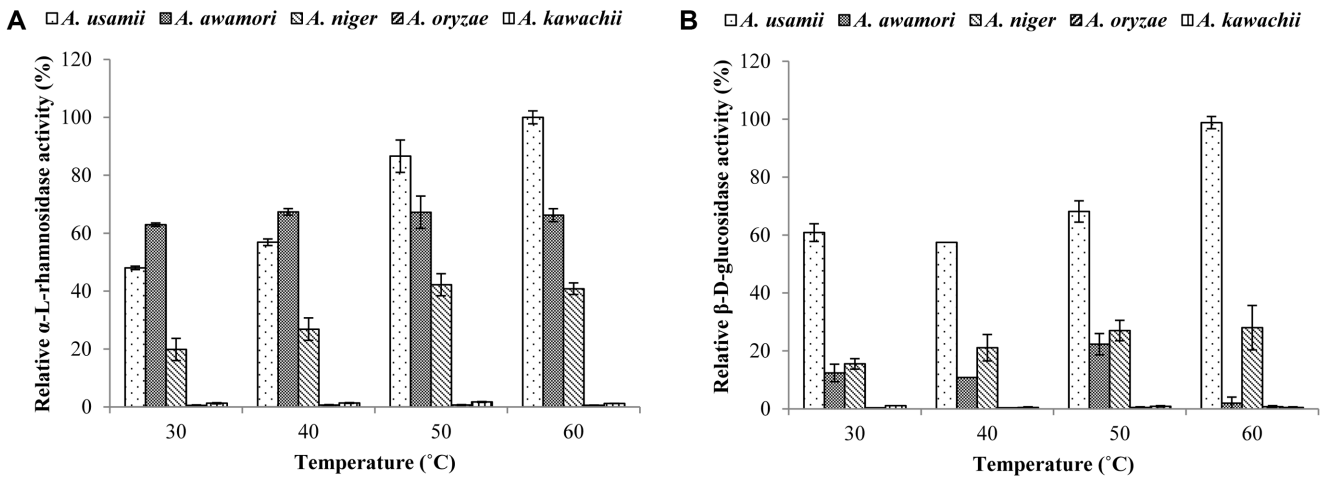 A
A. usamii A. awamori A. niger A. oryzae A. kawachii
Relative α-L-rhamnosidase activity (%)
120
100
80
60
40
20
0
30 40 50 60
Temperature (˚C)
B
A. usamii A. awamori A. niger A. oryzae A. kawachii
Relative β-D-glucosidase activity (%)
120
100
80
60
40
20
0
30 40 50 60
Temperature (˚C)